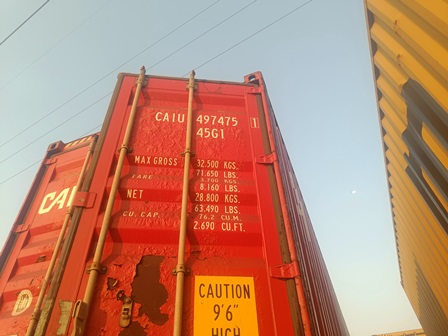 CAIU 497475 1
45G1
MAX GROSS 32.500 KGS.
71.650 LBS.
TARE 3.700 KGS.
8.160 LBS.
NET 28.800 KGS.
63.490 LBS.
CU. CAP. 76.2 CU.M.
2.690 CU.FT.
CAI
CAUTION
9'6"
HIGH